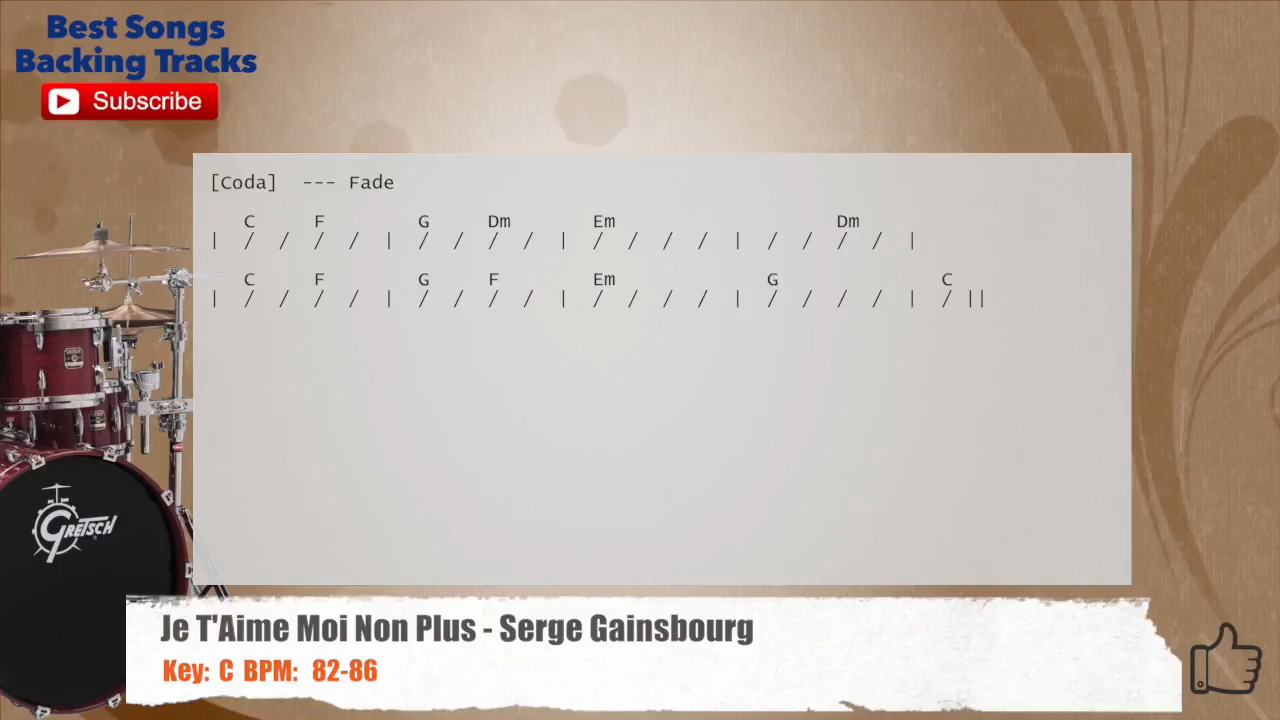 Best Songs
Backing Tracks
Subscribe
[Coda] --- Fade
C F G Dm Em Dm
| / / / / | / / / / | / / / / | / / / / |
C F G F Em G C
| / / / / | / / / / | / / / / | / / / / | / ||
GRETSCH
Je T'Aime Moi Non Plus - Serge Gainsbourg
Key: C BPM: 82-86